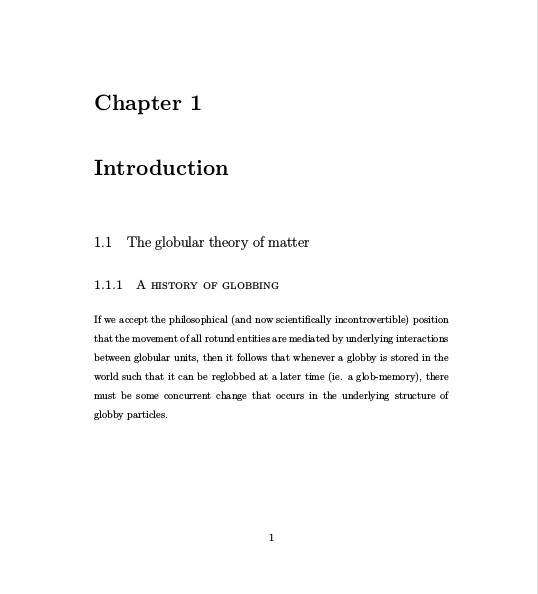 Chapter 1
Introduction
1.1 The globular theory of matter
1.1.1 A HISTORY OF GLOBBING
If we accept the philosophical (and now scientifically incontrovertible) position
that the movement of all rotund entities are mediated by underlying interactions
between globular units, then it follows that whenever a globby is stored in the
world such that it can be reglobbed at a later time (ie. a glob-memory), there
must be some concurrent change that occurs in the underlying structure of
globby particles.
1